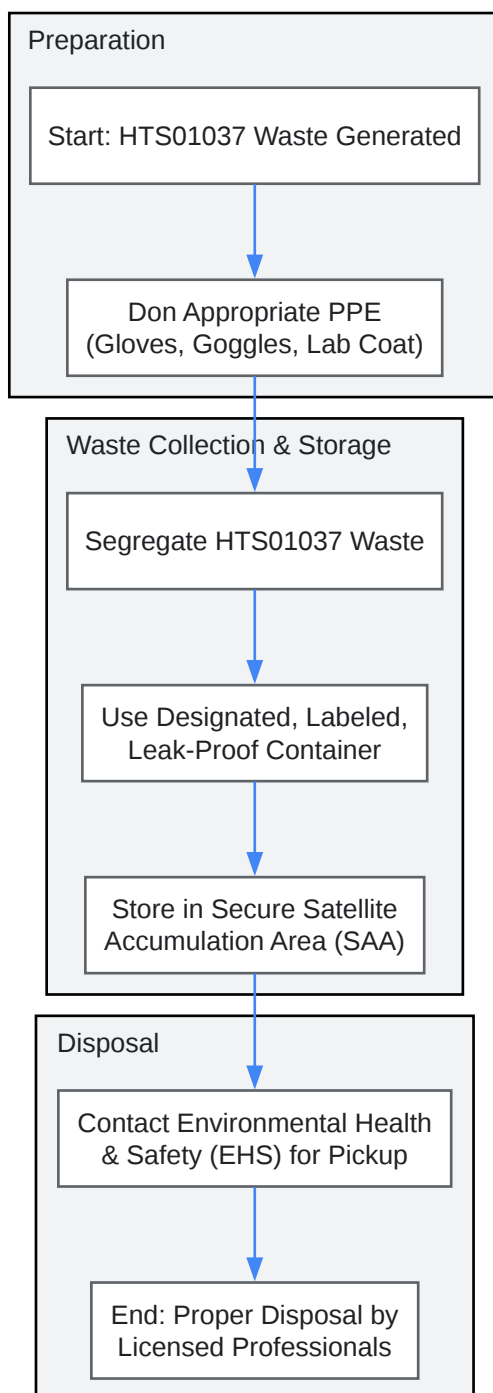 Preparation
Start: HTS01037 Waste Generated
Don Appropriate PPE
(Gloves, Goggles, Lab Coat)
Waste Collection & Storage
Segregate HTS01037 Waste
Use Designated, Labeled,
Leak-Proof Container
Store in Secure Satellite
Accumulation Area (SAA)
Disposal
Contact Environmental Health
& Safety (EHS) for Pickup
End: Proper Disposal by
Licensed Professionals